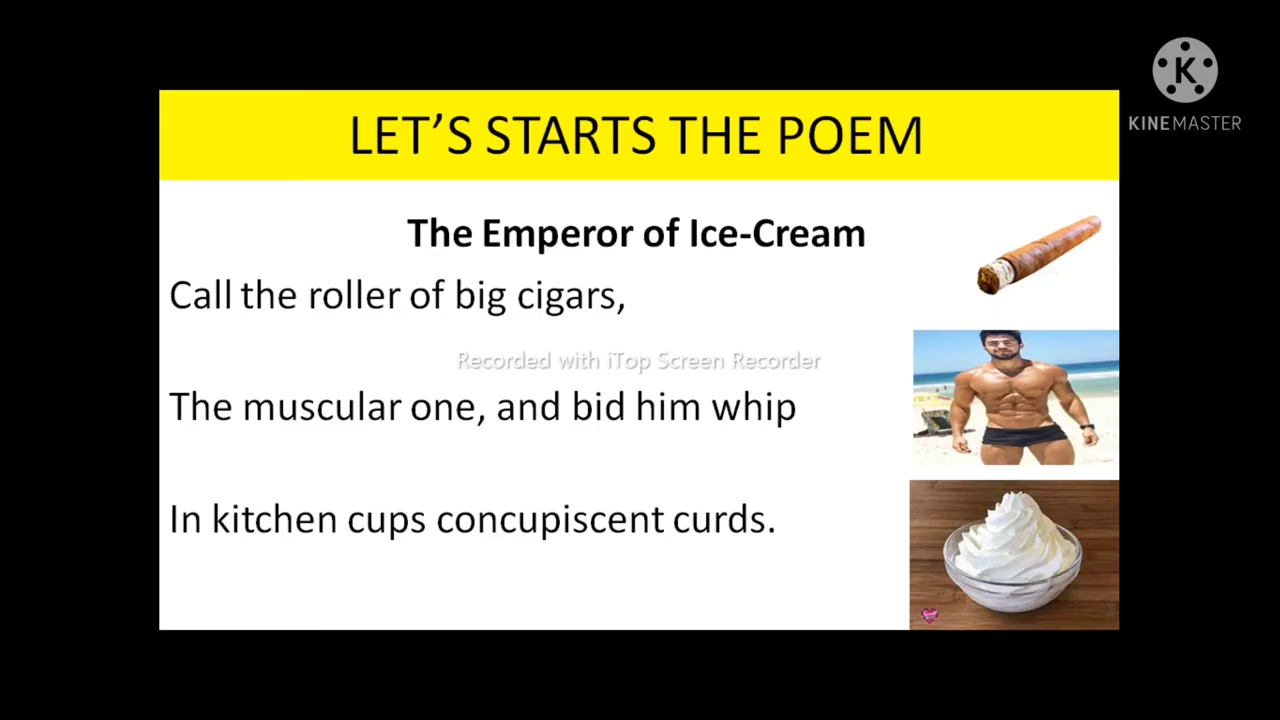 K
KINEMASTER
LET'S STARTS THE POEM
The Emperor of Ice-Cream
Call the roller of big cigars,
Recorded with iTop Screen Recorder
The muscular one, and bid him whip
In kitchen cups concupiscent curds.